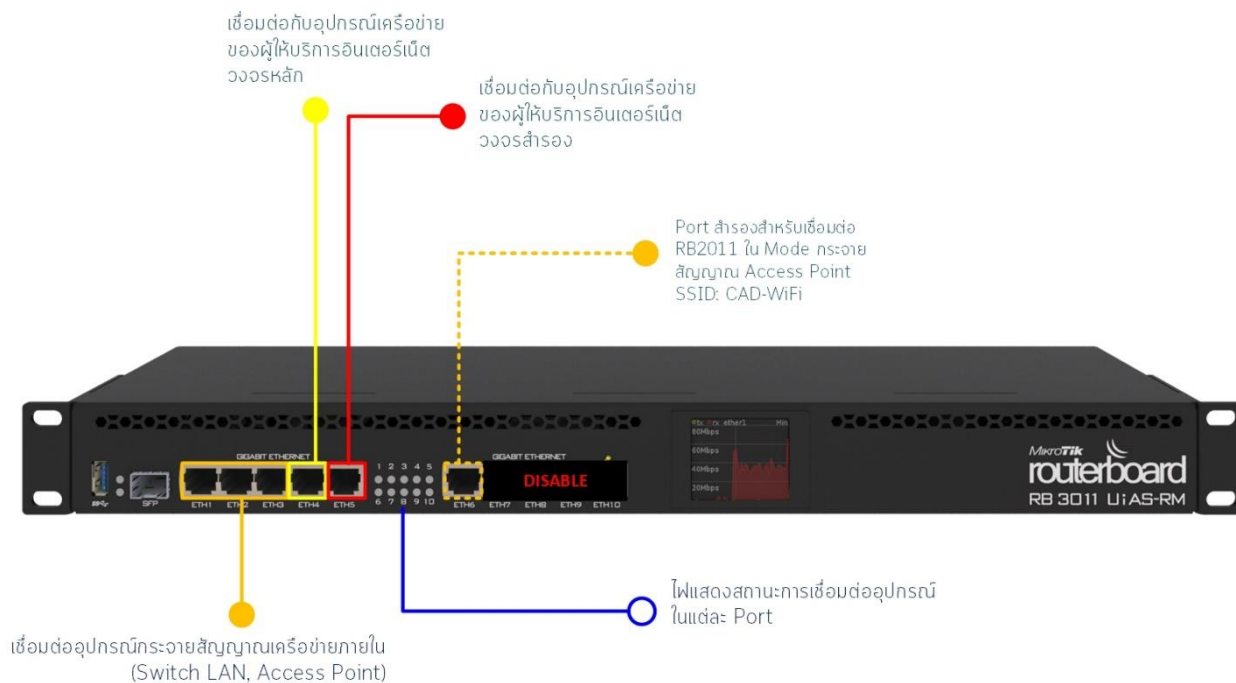 เชื่อมต่อกับอุปกรณ์เครือข่าย
ของผู้ให้บริการอินเตอร์เน็ต
วงจรหลัก
เชื่อมต่อกับอุปกรณ์เครือข่าย
ของผู้ให้บริการอินเตอร์เน็ต
วงจรสำรอง
Port สำรองสำหรับเชื่อมต่อ
RB2011 ใน Mode กระจาย
สัญญาณ Access Point
SSID: CAD-WiFi
GIGABIT ETHERNET
1 2 3 4 5
6 7 8 9 10
SFP
ETH1 ETH2 ETH3 ETH4 ETH5
GIGABIT ETHERNET
DISABLE
ETH6 ETH7 ETH8 ETH9 ETH10
ether1
80Mbps
60Mbps
40Mbps
20Mbps
MikroTik
routerboard
RB 3011 UiAS-RM
ไฟแสดงสถานะการเชื่อมต่ออุปกรณ์
ในแต่ละ Port
เชื่อมต่ออุปกรณ์กระจายสัญญาณเครือข่ายภายใน
(Switch LAN, Access Point)